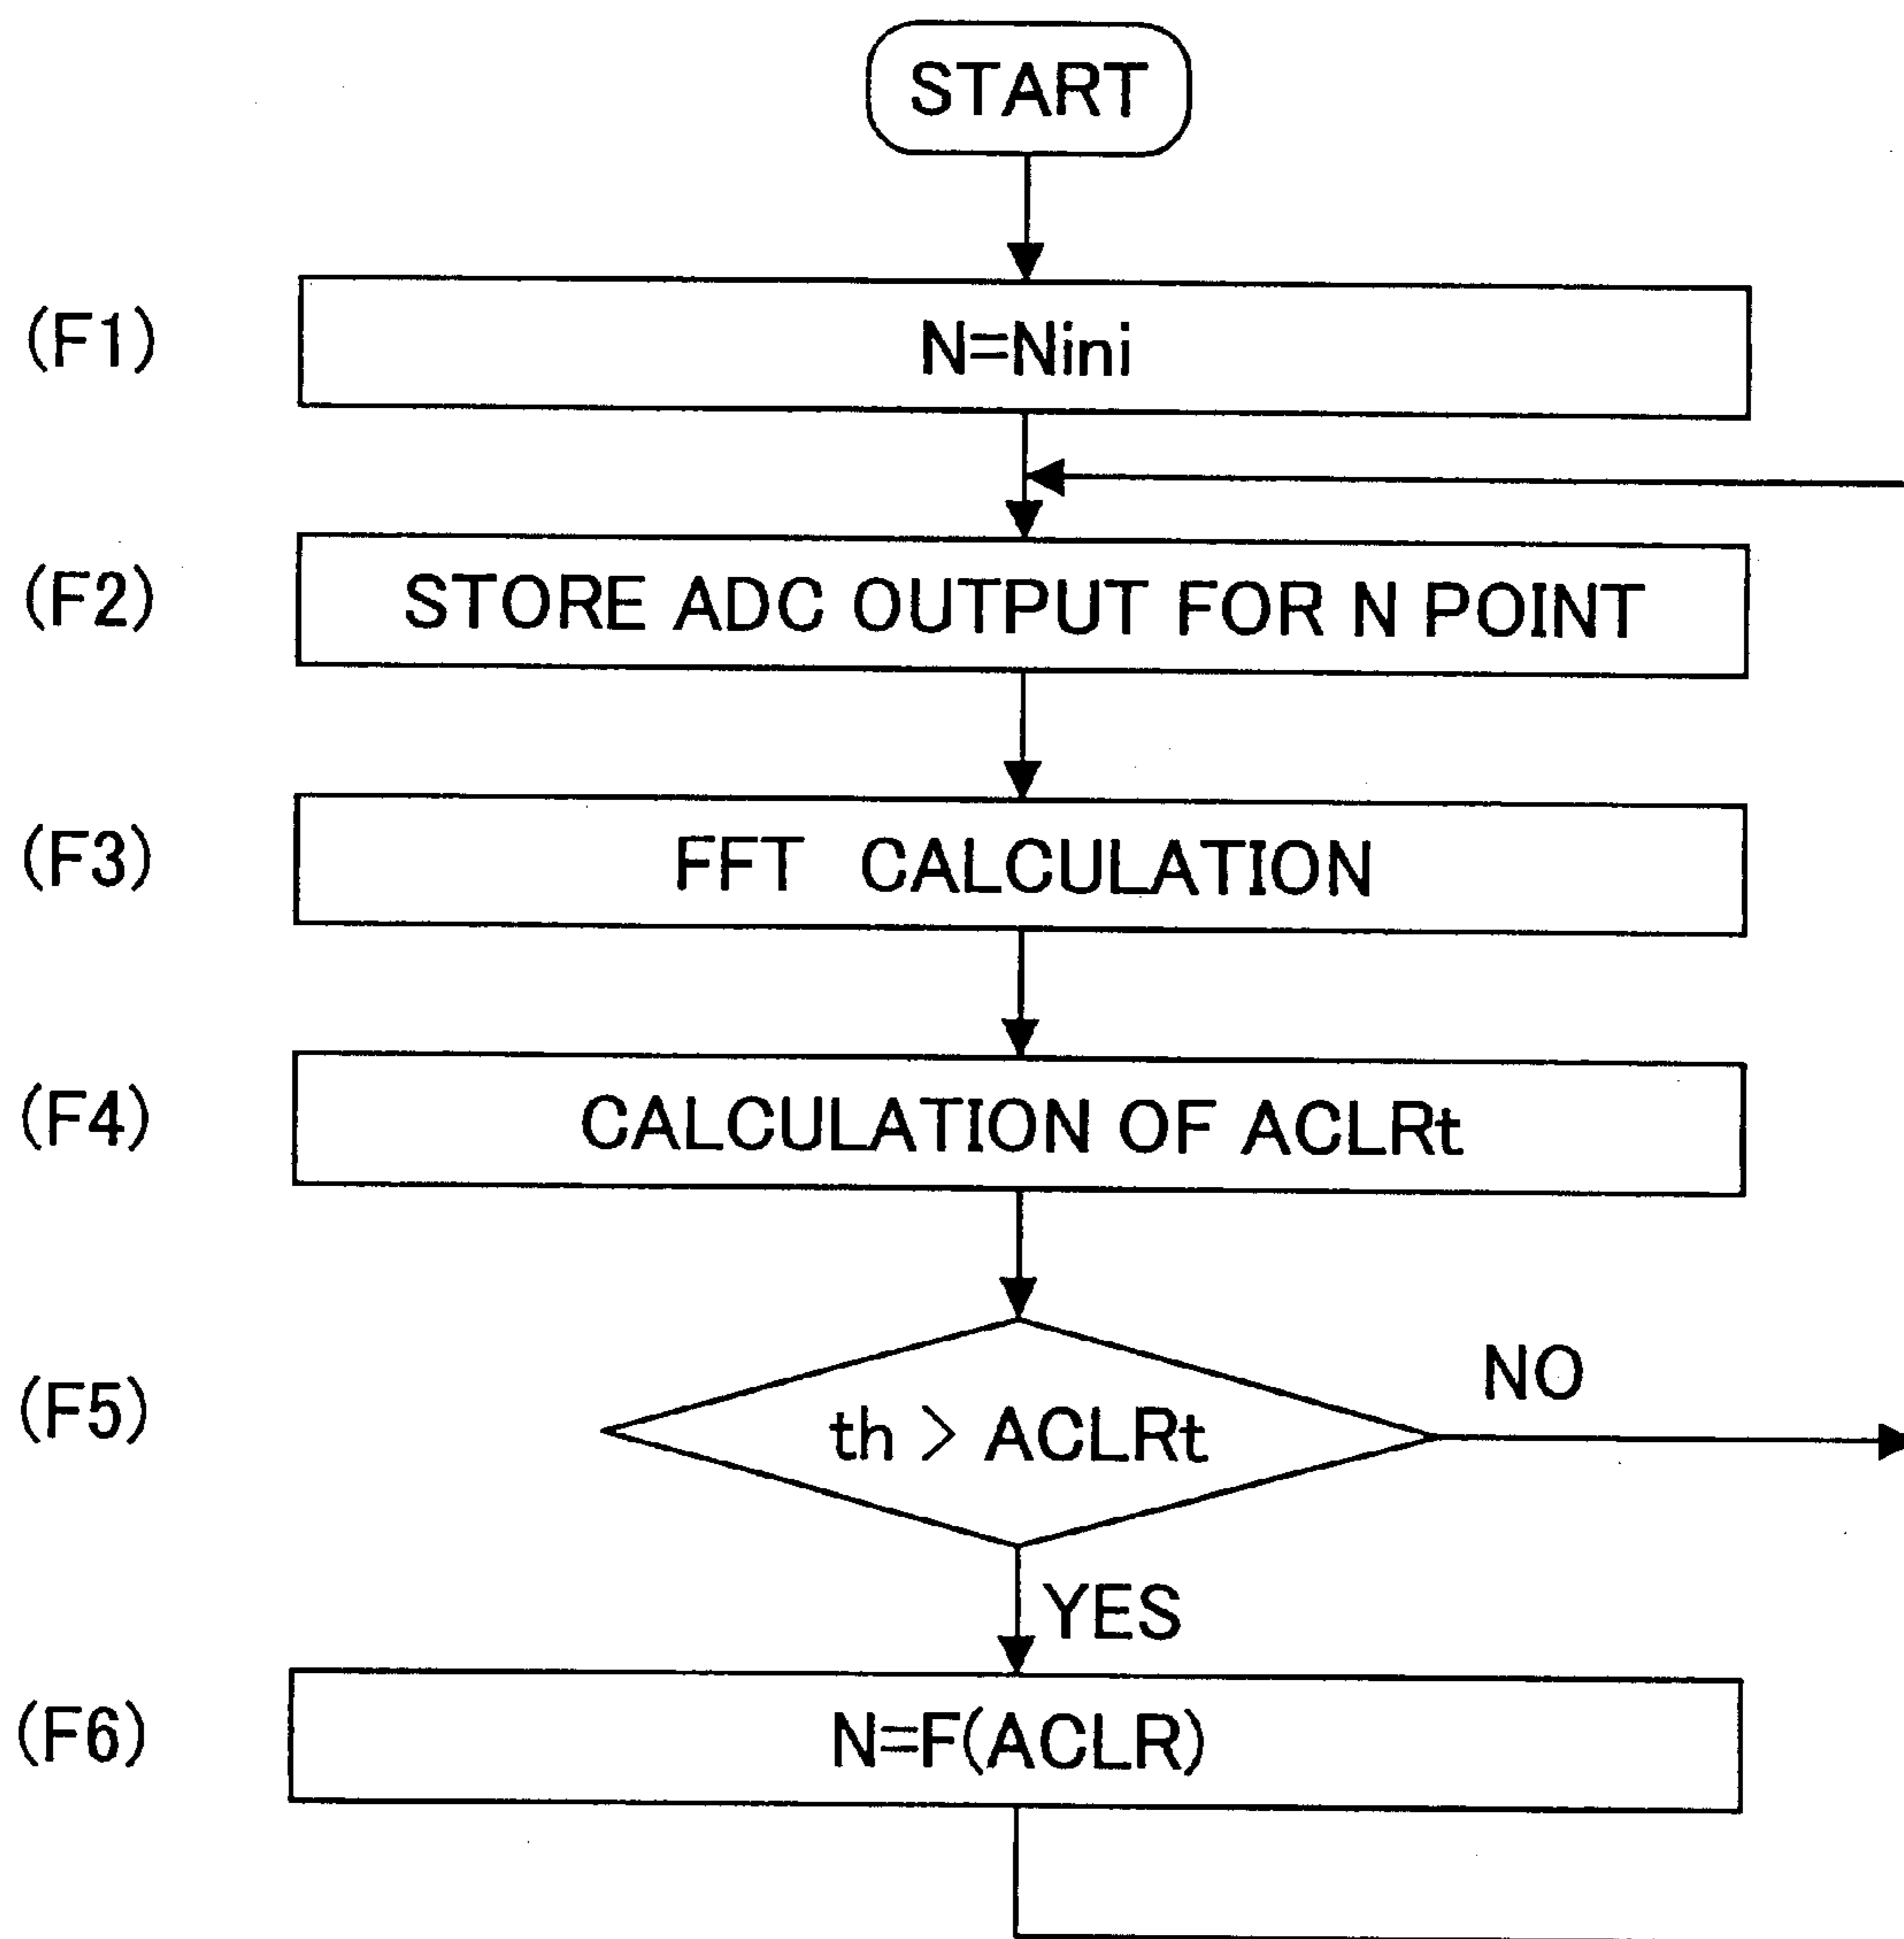 START
(F1)
N=Nini
(F2)
STORE ADC OUTPUT FOR N POINT
(F3)
FFT CALCULATION
(F4)
CALCULATION OF ACLRt
(F5)
th > ACLRt
NO
YES
(F6)
N=F(ACLR)